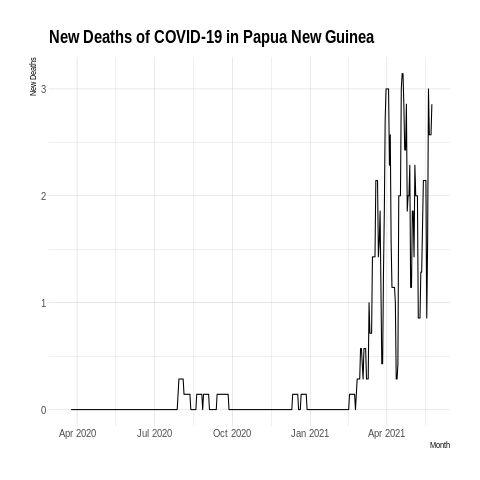 New Deaths of COVID-19 in Papua New Guinea
New Deaths
3
2
1
0
Apr 2020 Jul 2020 Oct 2020 Jan 2021 Apr 2021
Month